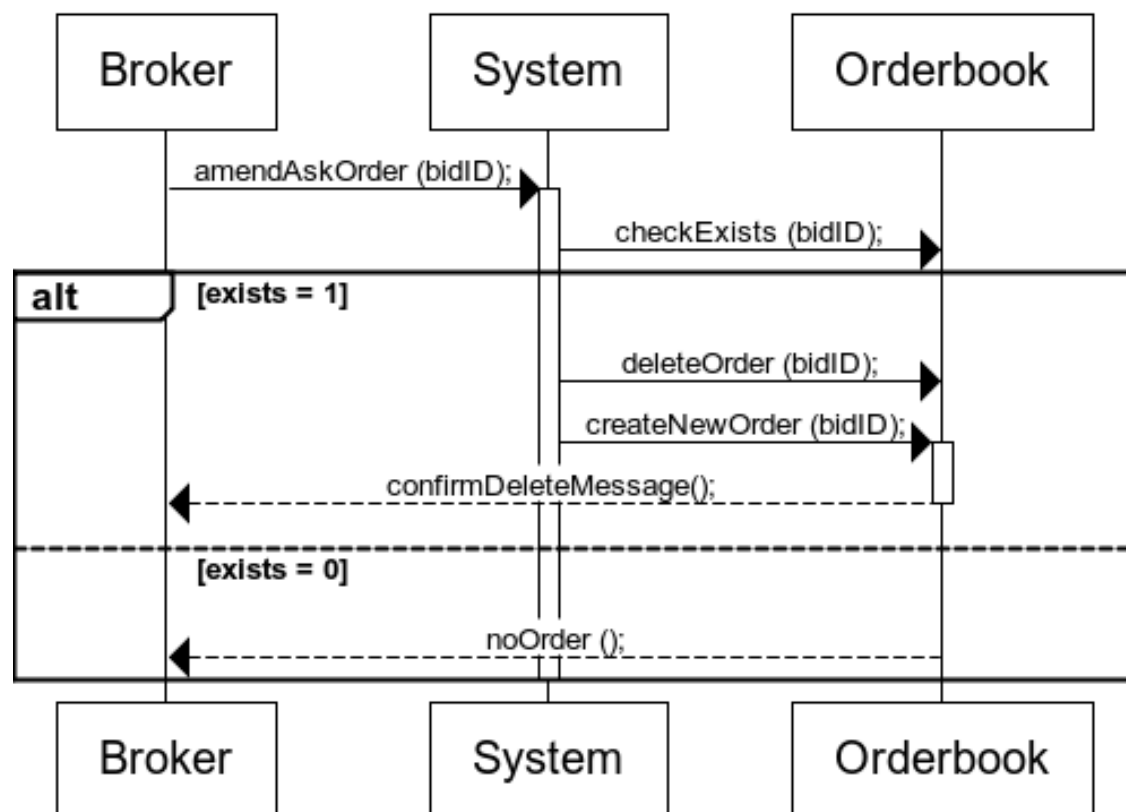 Broker
System
Orderbook
amendAskOrder (bidID);
checkExists (bidID);
alt
[exists = 1]
deleteOrder (bidID);
createNewOrder (bidID);
confirmDeleteMessage();
[exists = 0]
noOrder ();
Broker
System
Orderbook